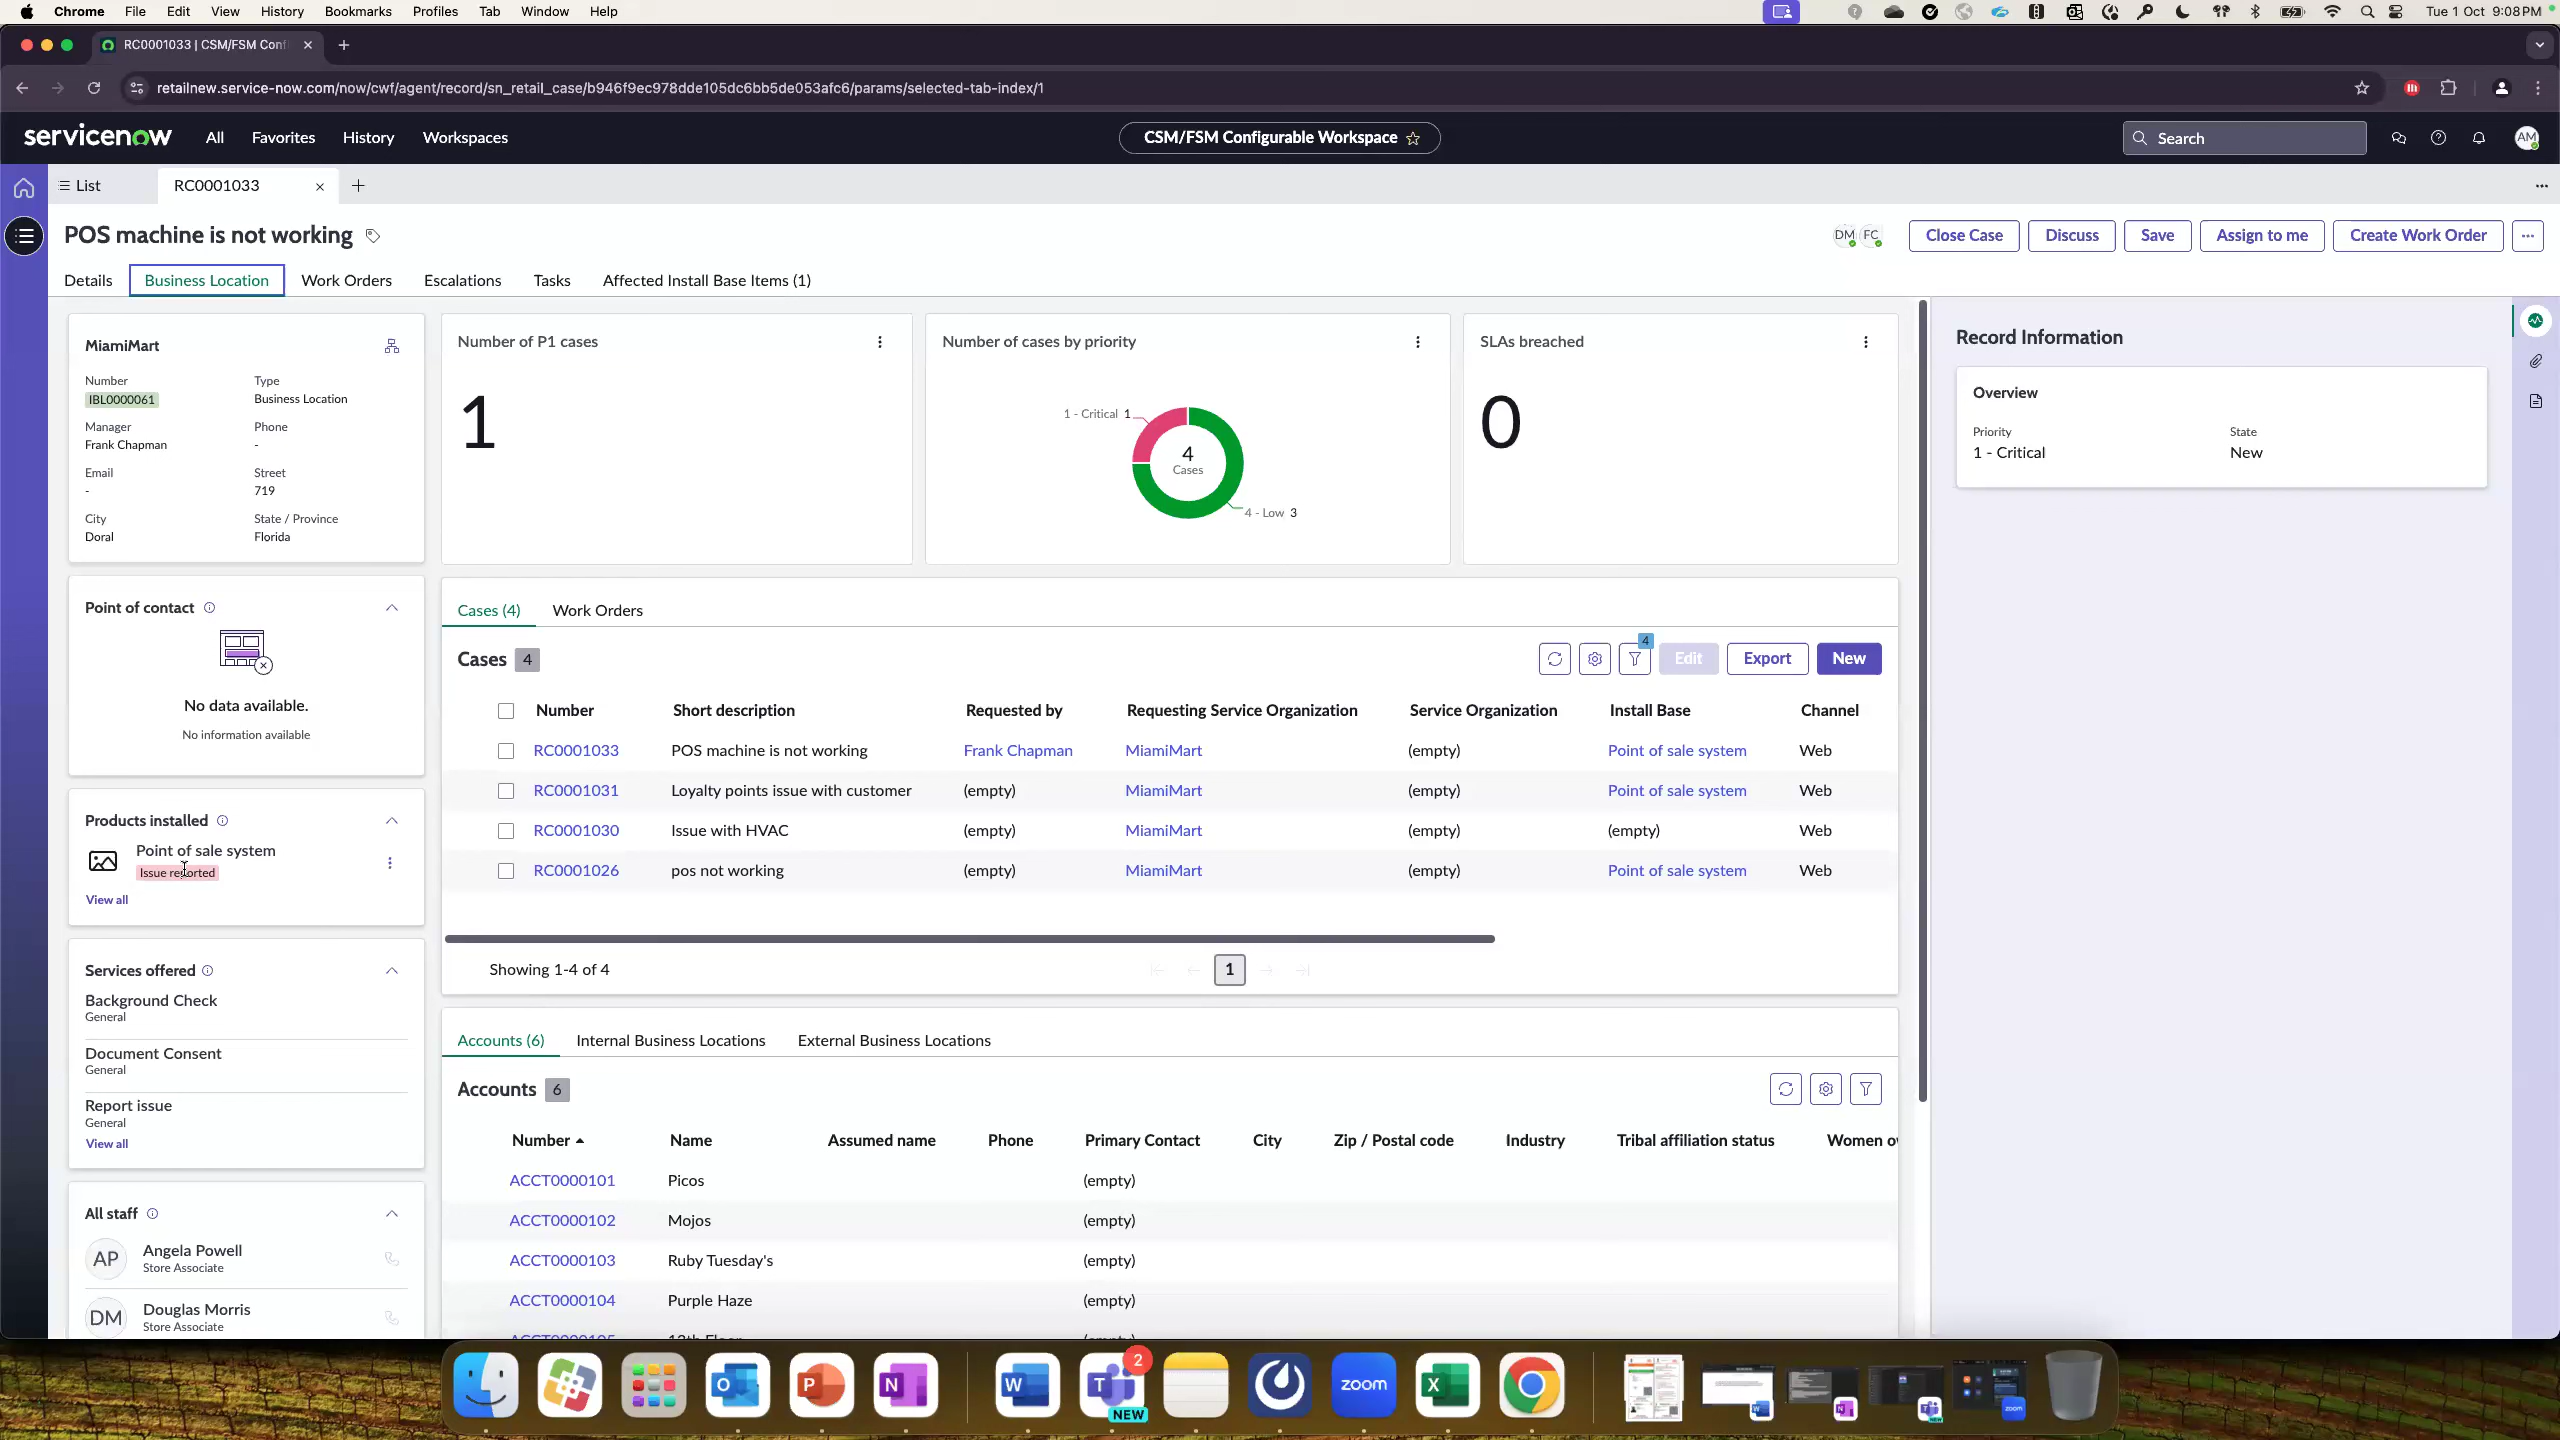 Chrome File Edit View History Bookmarks Profiles Tab Window Help
Tue 1 Oct 9:08PM
RC0001033 | CSM/FSM Conf
retailnew.service-now.com/now/cwf/agent/record/sn_retail_case/b946f9ec978dde105dc6bb5de053afc6/params/selected-tab-index/1
servicenow All Favorites History Workspaces
CSM/FSM Configurable Workspace
Search
AM
List
RC0001033
POS machine is not working
DM FC
Close Case Discuss Save Assign to me Create Work Order
Details Business Location Work Orders Escalations Tasks Affected Install Base Items (1)
MiamiMart
Number Type
IBL0000061 Business Location
Manager Phone
Frank Chapman -
Email Street
- 719
City State / Province
Doral Florida
Point of contact
No data available.
No information available
Products installed
Point of sale system
Issue reported
View all
Services offered
Background Check
General
Document Consent
General
Report issue
General
View all
All staff
AP Angela Powell
Store Associate
DM Douglas Morris
Store Associate
Number of P1 cases
1
Number of cases by priority
1 - Critical 1
4
Cases
4 - Low 3
SLAs breached
0
Cases (4) Work Orders
Cases 4
4
Edit Export New
Number Short description Requested by Requesting Service Organization Service Organization Install Base Channel
RC0001033 POS machine is not working Frank Chapman MiamiMart (empty) Point of sale system Web
RC0001031 Loyalty points issue with customer (empty) MiamiMart (empty) Point of sale system Web
RC0001030 Issue with HVAC (empty) MiamiMart (empty) (empty) Web
RC0001026 pos not working (empty) MiamiMart (empty) Point of sale system Web
Showing 1-4 of 4
1
Accounts (6) Internal Business Locations External Business Locations
Accounts 6
Number Name Assumed name Phone Primary Contact City Zip / Postal code Industry Tribal affiliation status Women o
ACCT0000101 Picos (empty)
ACCT0000102 Mojos (empty)
ACCT0000103 Ruby Tuesday's (empty)
ACCT0000104 Purple Haze (empty)
Record Information
Overview
Priority State
1 - Critical New
2
NEW
zoom